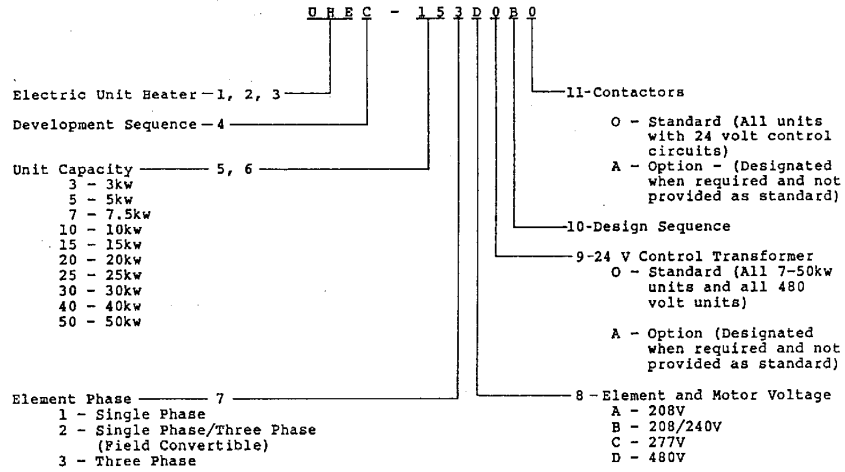 UHEC - 153D0B0
Electric Unit Heater - 1, 2, 3
Development Sequence - 4
Unit Capacity 5, 6
3 - 3kw
5 - 5kw
7 - 7.5kw
10 - 10kw
15 - 15kw
20 - 20kw
25 - 25kw
30 - 30kw
40 - 40kw
50 - 50kw
Element Phase 7
1 - Single Phase
2 - Single Phase/Three Phase
(Field Convertible)
3 - Three Phase
11-Contactors
O - Standard (All units
with 24 volt control
circuits)
A - Option - (Designated
when required and not
provided as standard)
10-Design Sequence
9-24 V Control Transformer
O - Standard (All 7-50kw
units and all 480
volt units)
A - Option (Designated
when required and not
provided as standard)
8 - Element and Motor Voltage
A - 208V
B - 208/240V
C - 277V
D - 480V